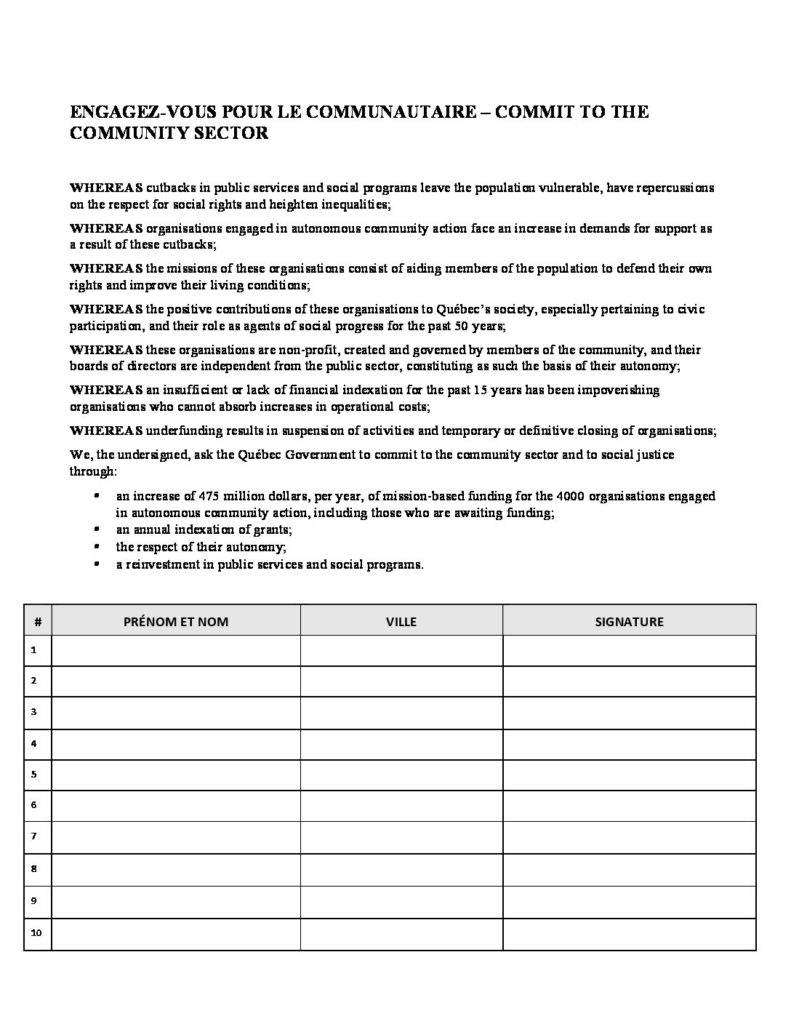 ENGAGEZ-VOUS POUR LE COMMUNAUTAIRE – COMMIT TO THE
COMMUNITY SECTOR
WHEREAS cutbacks in public services and social programs leave the population vulnerable, have repercussions
on the respect for social rights and heighten inequalities;
WHEREAS organisations engaged in autonomous community action face an increase in demands for support as
a result of these cutbacks;
WHEREAS the missions of these organisations consist of aiding members of the population to defend their own
rights and improve their living conditions;
WHEREAS the positive contributions of these organisations to Québec's society, especially pertaining to civic
participation, and their role as agents of social progress for the past 50 years;
WHEREAS these organisations are non-profit, created and governed by members of the community, and their
boards of directors are independent from the public sector, constituting as such the basis of their autonomy;
WHEREAS an insufficient or lack of financial indexation for the past 15 years has been impoverishing
organisations who cannot absorb increases in operational costs;
WHEREAS underfunding results in suspension of activities and temporary or definitive closing of organisations;
We, the undersigned, ask the Québec Government to commit to the community sector and to social justice
through:
▪ an increase of 475 million dollars, per year, of mission-based funding for the 4000 organisations engaged
in autonomous community action, including those who are awaiting funding;
▪ an annual indexation of grants;
▪ the respect of their autonomy;
▪ a reinvestment in public services and social programs.
# PRÉNOM ET NOM VILLE SIGNATURE
1
2
3
4
5
6
7
8
9
10